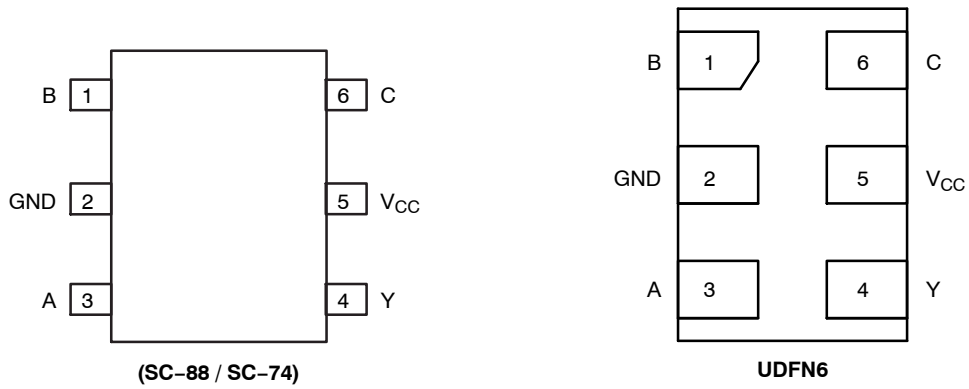 B 1 6 C
GND 2 5 VCC
A 3 4 Y
(SC−88 / SC−74)
B 1 6 C
GND 2 5 VCC
A 3 4 Y
UDFN6